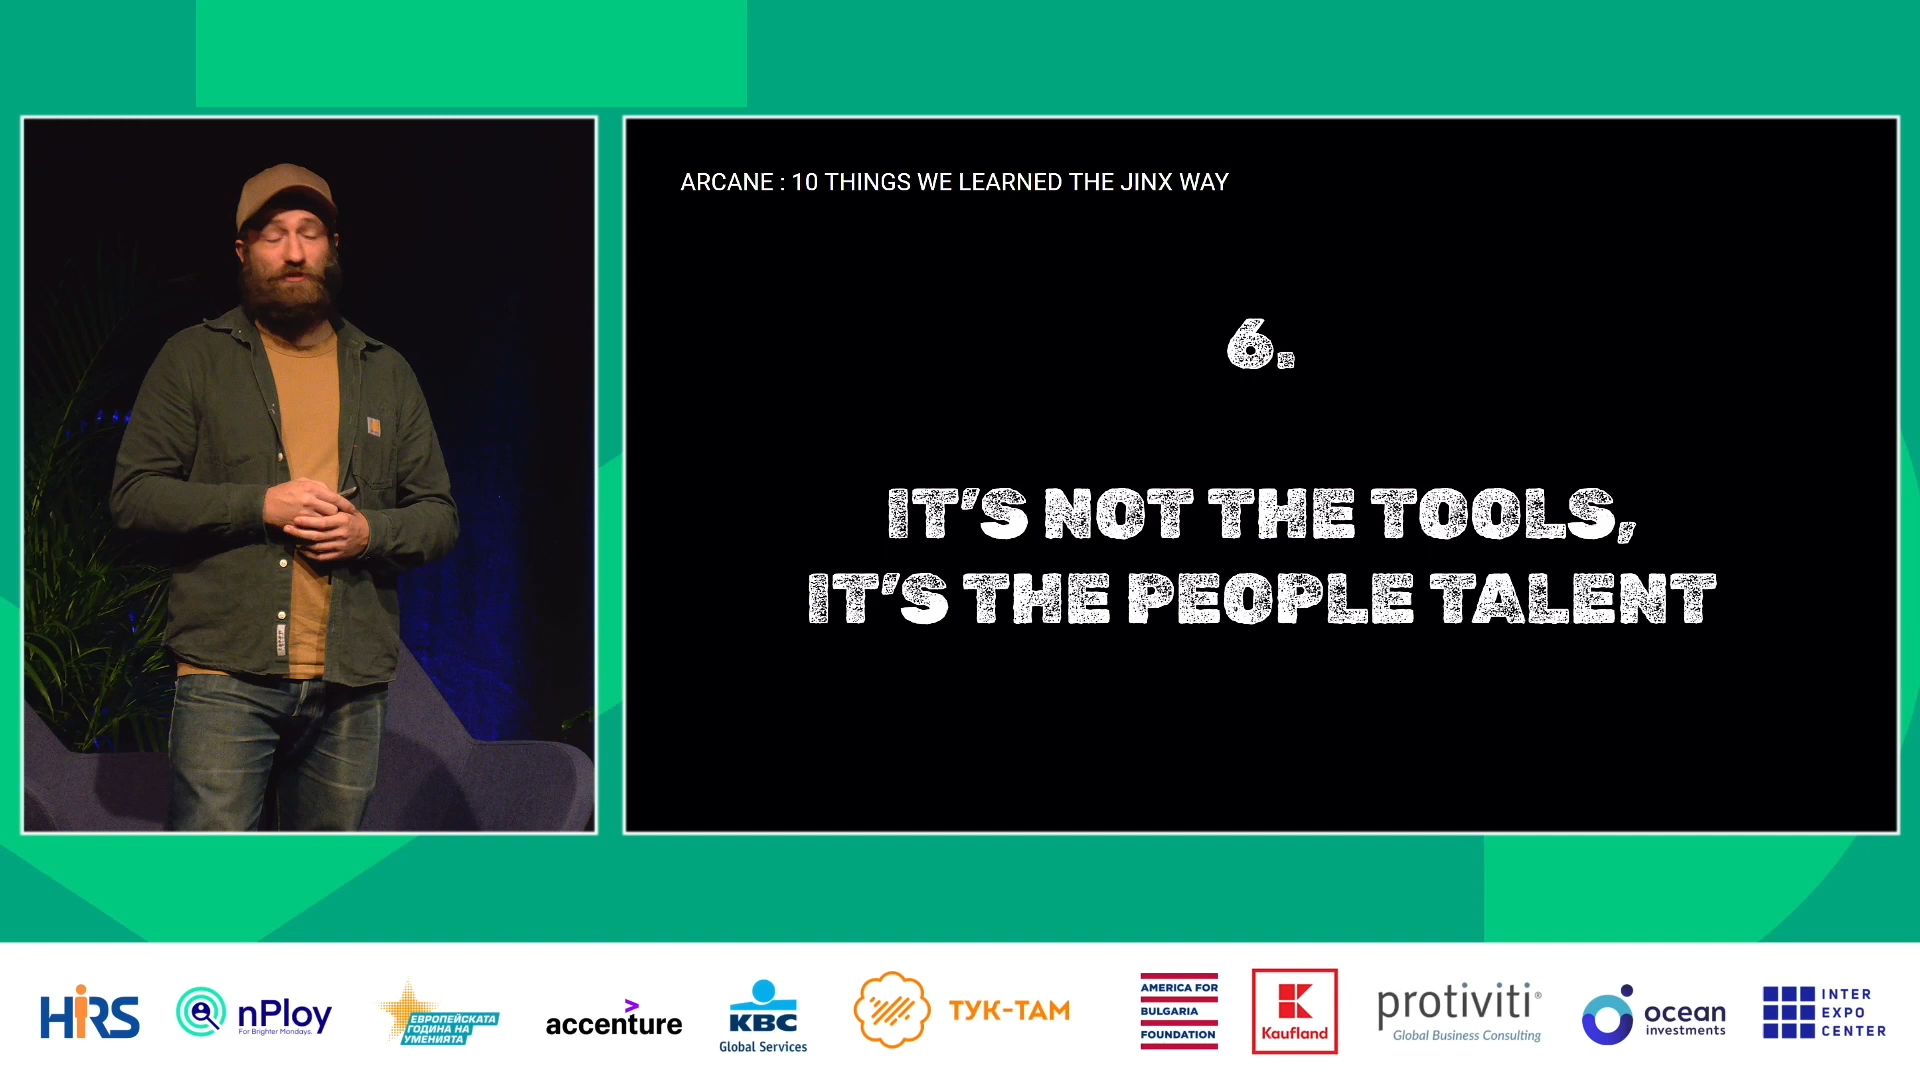 ARCANE : 10 THINGS WE LEARNED THE JINX WAY
6.
IT'S NOT THE TOOLS,
IT'S THE PEOPLE TALENT
HRS
nPloy
For Brighter Mondays.
ЕВРОПЕЙСКАТА
ГОДИНА НА
УМЕНИЯТА
accenture
KBC
Global Services
ТУК-ТАМ
AMERICA FOR
BULGARIA
FOUNDATION
K
Kaufland
protiviti®
Global Business Consulting
ocean
investments
INTER
EXPO
CENTER